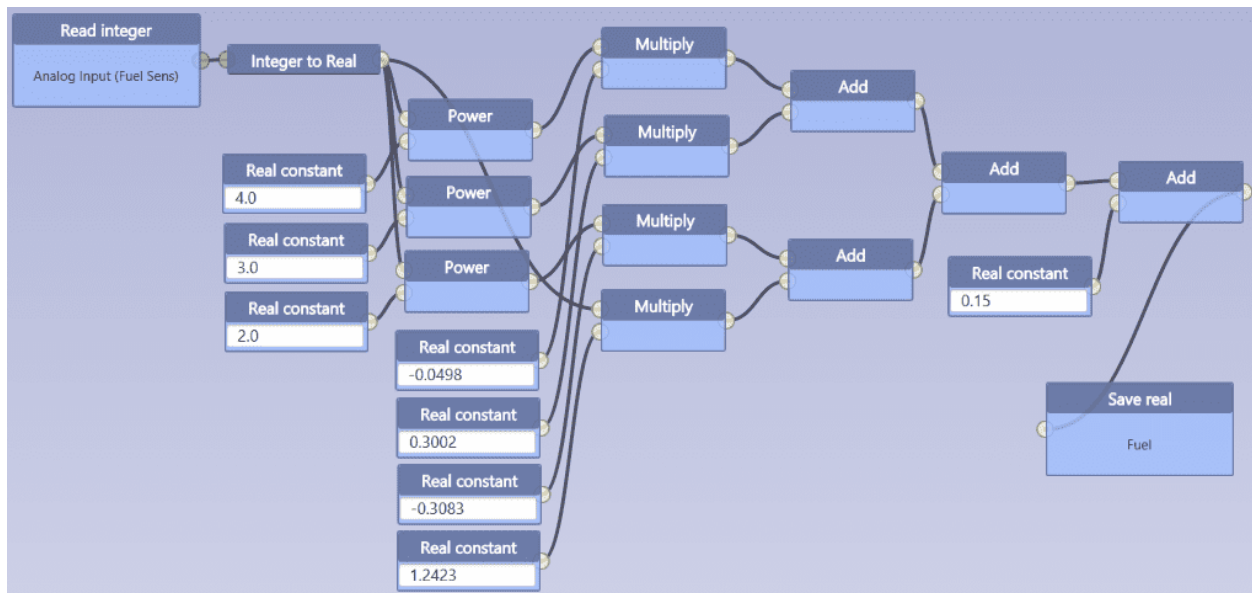 Read integer
Analog Input (Fuel Sens)
Integer to Real
Power
Real constant
4.0
Power
Real constant
3.0
Power
Real constant
2.0
Multiply
Multiply
Multiply
Multiply
Real constant
-0.0498
Real constant
0.3002
Real constant
-0.3083
Real constant
1.2423
Add
Add
Add
Add
Real constant
0.15
Save real
Fuel